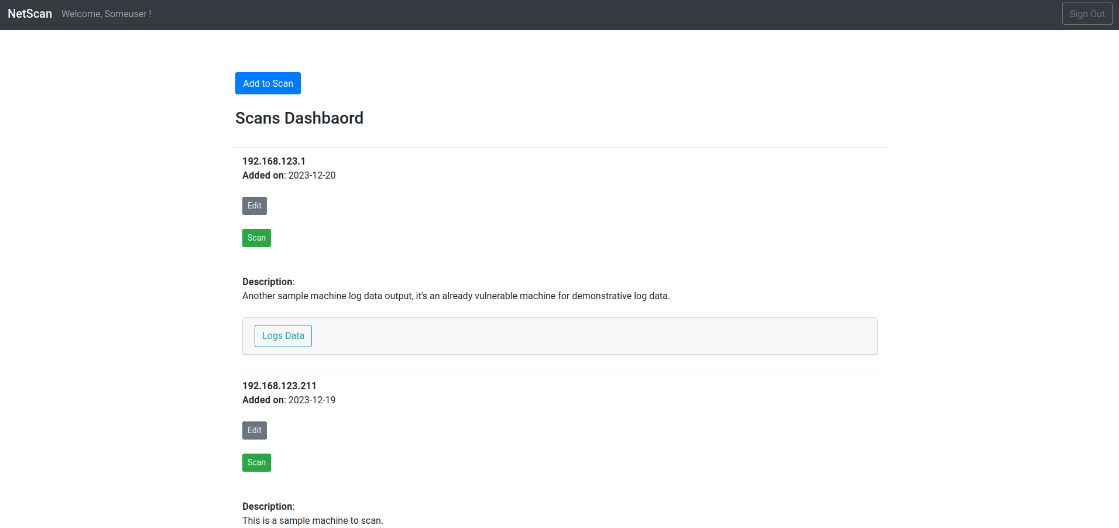 NetScan Welcome, Someuser ! Sign Out
Add to Scan
Scans Dashbaord
192.168.123.1
Added on: 2023-12-20
Edit
Scan
Description:
Another sample machine log data output, it's an already vulnerable machine for demonstrative log data.
Logs Data
192.168.123.211
Added on: 2023-12-19
Edit
Scan
Description:
This is a sample machine to scan.